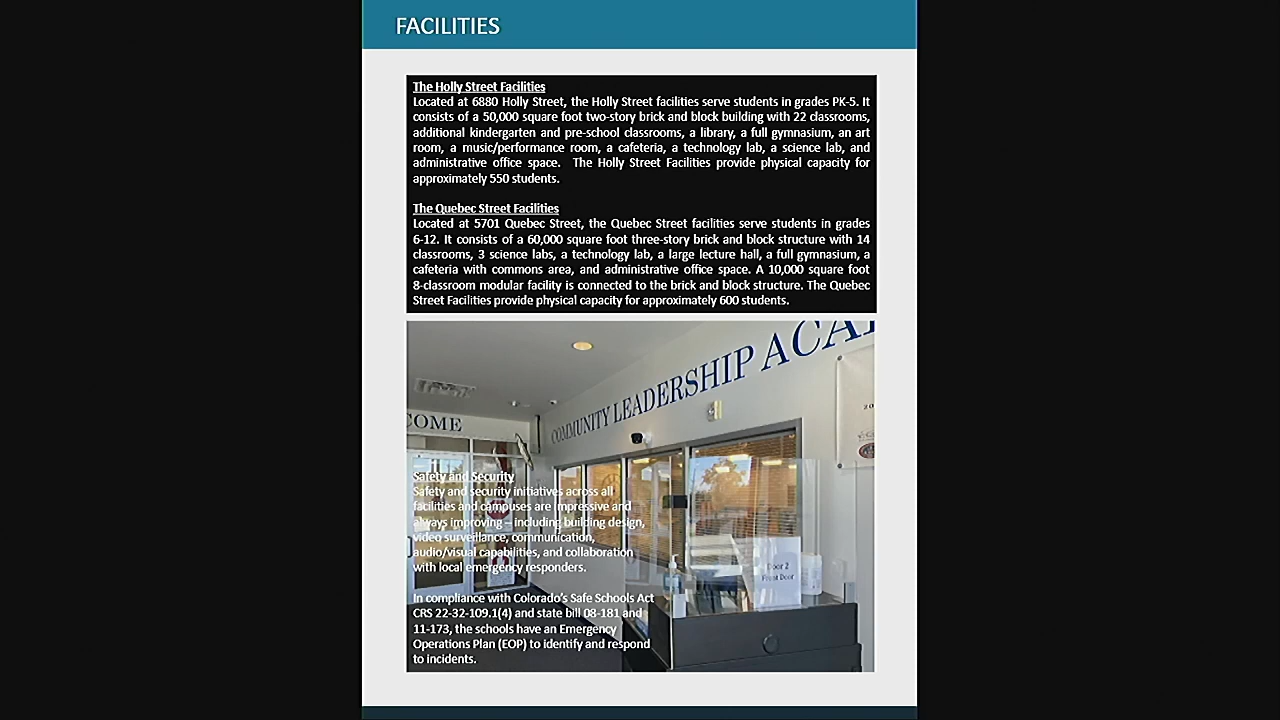 FACILITIES
The Holly Street Facilities
Located at 6880 Holly Street, the Holly Street facilities serve students in grades PK-5. It
consists of a 50,000 square foot two-story brick and block building with 22 classrooms,
additional kindergarten and pre-school classrooms, a library, a full gymnasium, an art
room, a music/performance room, a cafeteria, a technology lab, a science lab, and
administrative office space. The Holly Street Facilities provide physical capacity for
approximately 550 students.
The Quebec Street Facilities
Located at 5701 Quebec Street, the Quebec Street facilities serve students in grades
6-12. It consists of a 60,000 square foot three-story brick and block structure with 14
classrooms, 3 science labs, a technology lab, a large lecture hall, a full gymnasium, a
cafeteria with commons area, and administrative office space. A 10,000 square foot
8-classroom modular facility is connected to the brick and block structure. The Quebec
Street Facilities provide physical capacity for approximately 600 students.
COMMUNITY LEADERSHIP ACA
COME
Safety and Security
Safety and security initiatives across all
facilities and campuses are impressive and
always improving – including building design,
video surveillance, communication,
audio/visual capabilities, and collaboration
with local emergency responders.
Door 2
Front Door
In compliance with Colorado's Safe Schools Act
CRS 22-32-109.1(4) and state bill 08-181 and
11-173, the schools have an Emergency
Operations Plan (EOP) to identify and respond
to incidents.